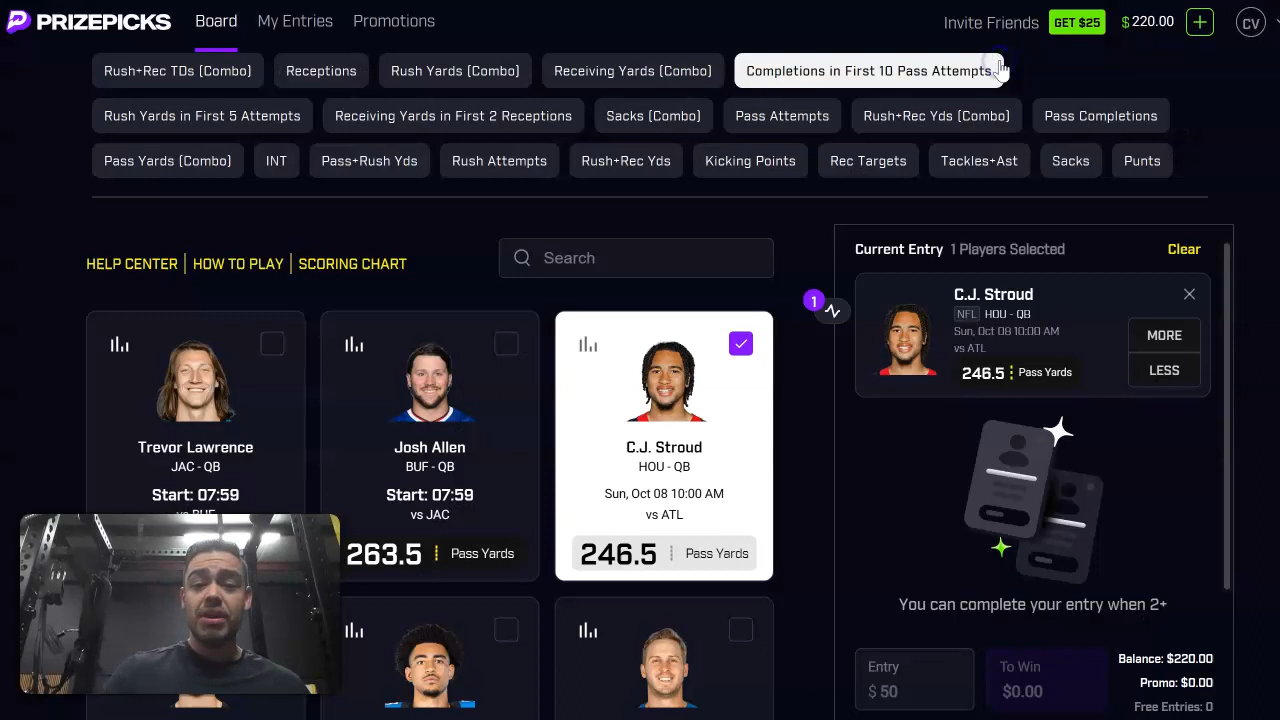 PRIZEPICKS Board My Entries Promotions Invite Friends GET $25 $220.00 + CV
Rush+Rec TDs (Combo) Receptions Rush Yards (Combo) Receiving Yards (Combo) Completions in First 10 Pass Attempts
Rush Yards in First 5 Attempts Receiving Yards in First 2 Receptions Sacks (Combo) Pass Attempts Rush+Rec Yds (Combo) Pass Completions
Pass Yards (Combo) INT Pass+Rush Yds Rush Attempts Rush+Rec Yds Kicking Points Rec Targets Tackles+Ast Sacks Punts
HELP CENTER HOW TO PLAY SCORING CHART
Search
Trevor Lawrence
JAC - QB
Start: 07:59
Josh Allen
BUF - QB
Start: 07:59
vs JAC
263.5 Pass Yards
C.J. Stroud
HOU - QB
Sun, Oct 08 10:00 AM
vs ATL
246.5 Pass Yards
Current Entry 1 Players Selected Clear
1
C.J. Stroud
NFL HOU - QB
Sun, Oct 08 10:00 AM
vs ATL
246.5 Pass Yards
MORE
LESS
You can complete your entry when 2+
Entry
$ 50
To Win
$0.00
Balance: $220.00
Promo: $0.00
Free Entries: 0